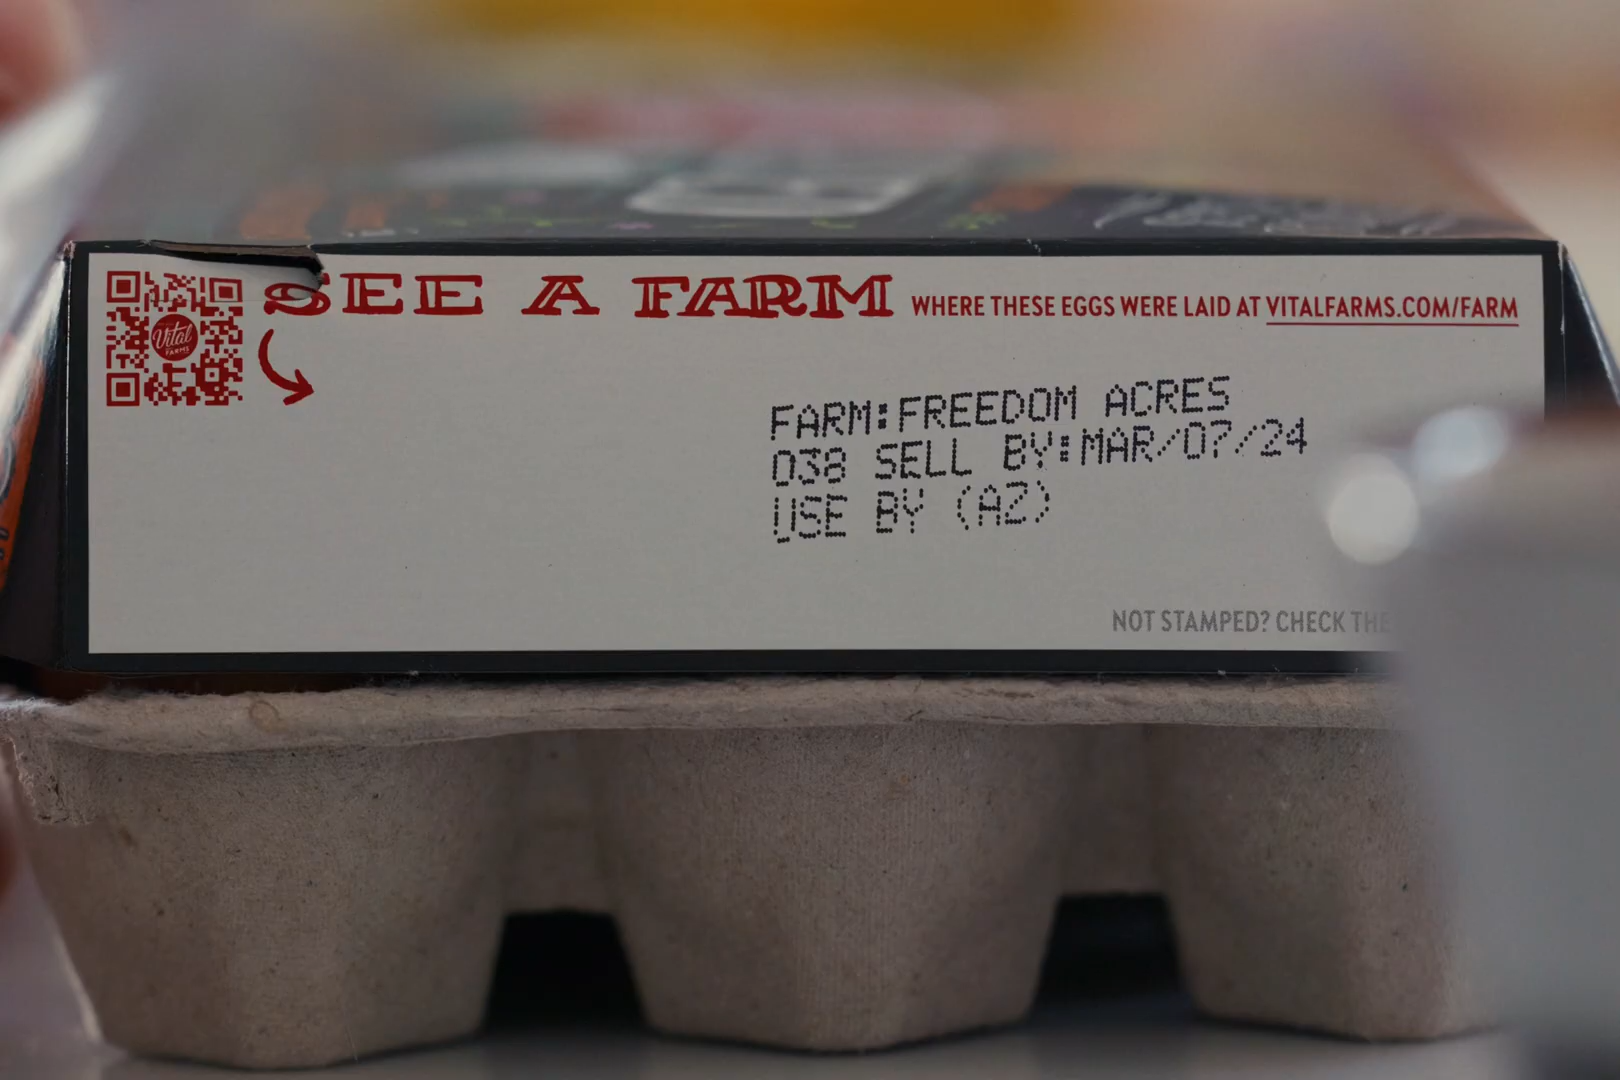 SEE A FARM WHERE THESE EGGS WERE LAID AT VITALFARMS.COM/FARM
Vital
FARMS
FARM:FREEDOM ACRES
038 SELL BY:MAR/07/24
USE BY (AZ)
NOT STAMPED? CHECK THE